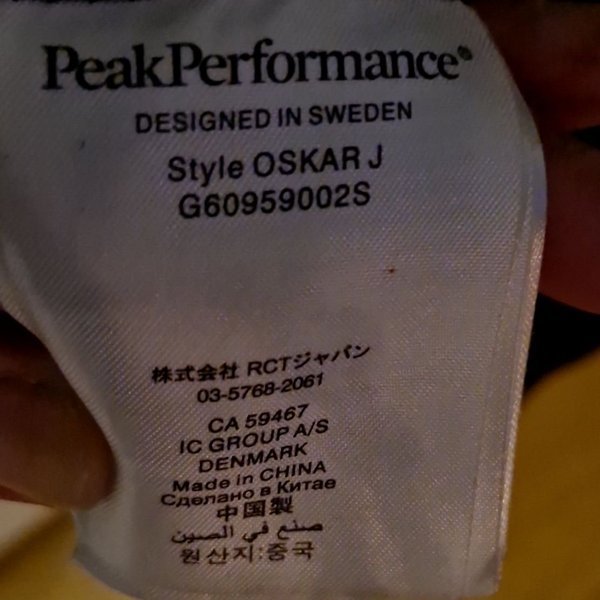 PeakPerformance®
DESIGNED IN SWEDEN
Style OSKAR J
G60959002S
株式会社 RCTジャパン
03-5768-2061
CA 59467
IC GROUP A/S
DENMARK
Made in CHINA
Сделано в Китае
中国製
صنع في الصين
원산지:중국